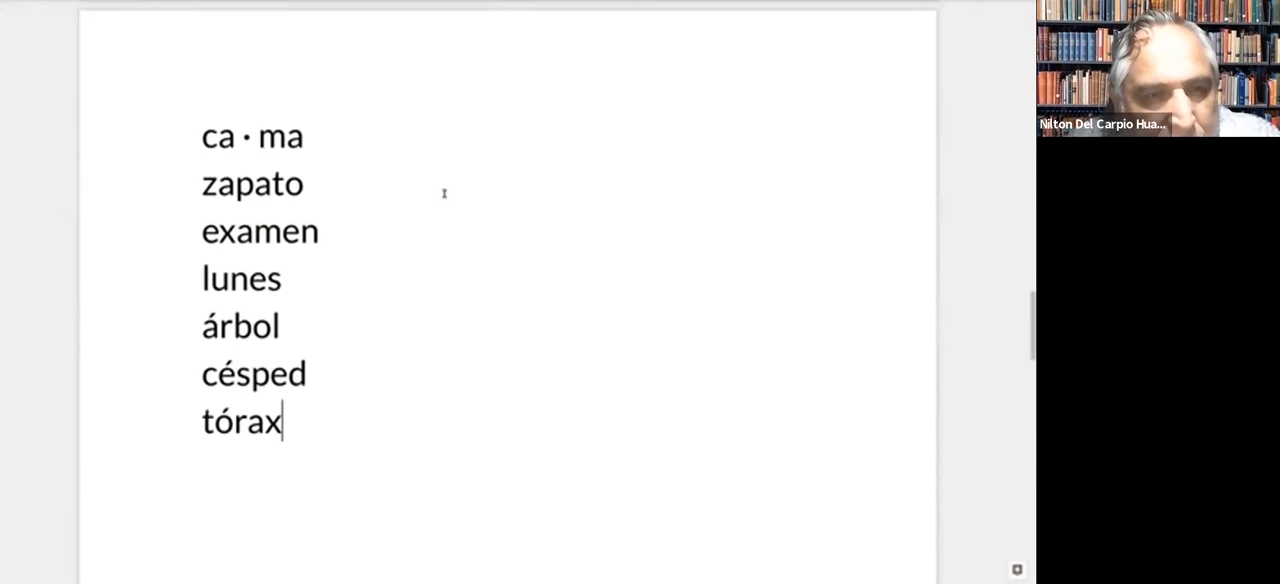 ca · ma
zapato
examen
lunes
árbol
césped
tórax
Nilton Del Carpio Hua...